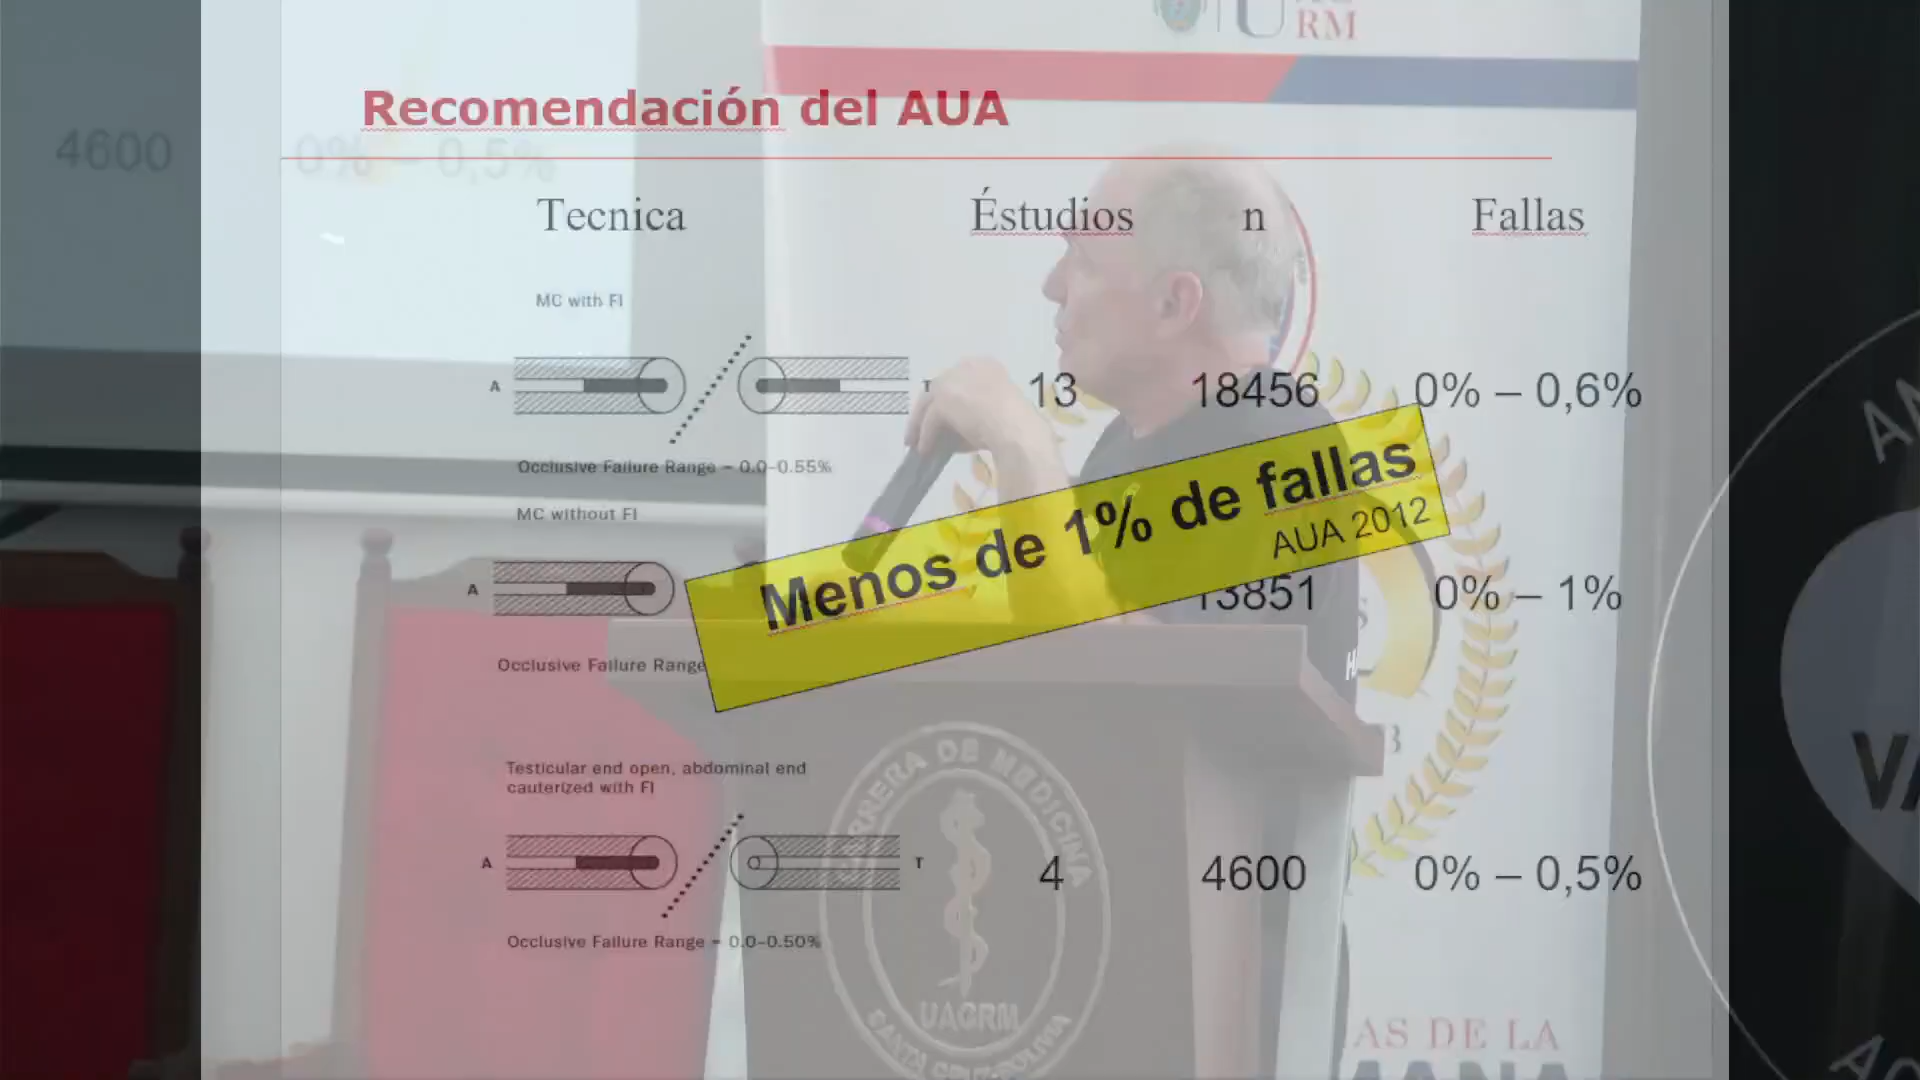 RM
Recomendación del AUA
4600 0% – 0,5%
Tecnica Éstudios n Fallas
MC with FI
A T 13 18456 0% – 0,6%
Occlusive Failure Range – 0.0–0.55%
MC without FI
Menos de 1% de fallas
AUA 2012
A 13851 0% – 1%
Occlusive Failure Range
Testicular end open, abdominal end
cauterized with FI
A T 4 4600 0% – 0,5%
Occlusive Failure Range – 0.0–0.50%
CARRERA DE MEDICINA
UAGRM
SANTA CRUZ-BOLIVIA
AS DE LA